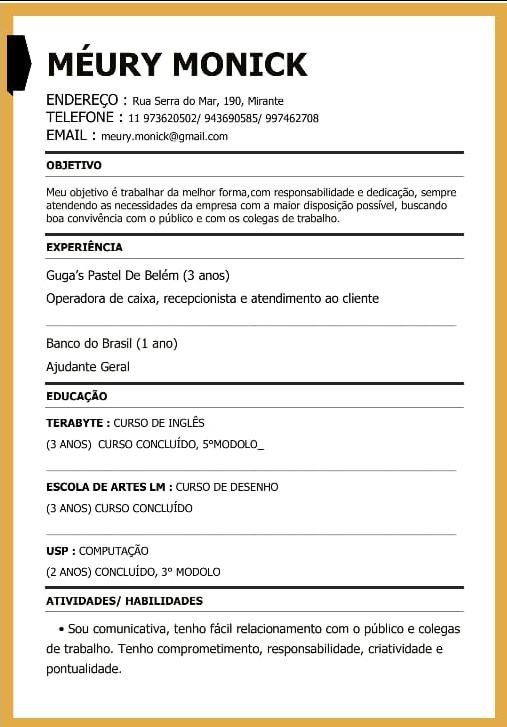 MÉURY MONICK
ENDEREÇO : Rua Serra do Mar, 190, Mirante
TELEFONE : 11 973620502/ 943690585/ 997462708
EMAIL : meury.monick@gmail.com
OBJETIVO
Meu objetivo é trabalhar da melhor forma,com responsabilidade e dedicação, sempre
atendendo as necessidades da empresa com a maior disposição possível, buscando
boa convivência com o público e com os colegas de trabalho.
EXPERIÊNCIA
Guga's Pastel De Belém (3 anos)
Operadora de caixa, recepcionista e atendimento ao cliente
Banco do Brasil (1 ano)
Ajudante Geral
EDUCAÇÃO
TERABYTE : CURSO DE INGLÊS
(3 ANOS) CURSO CONCLUÍDO, 5°MODOLO_
ESCOLA DE ARTES LM : CURSO DE DESENHO
(3 ANOS) CURSO CONCLUÍDO
USP : COMPUTAÇÃO
(2 ANOS) CONCLUÍDO, 3° MODOLO
ATIVIDADES/ HABILIDADES
• Sou comunicativa, tenho fácil relacionamento com o público e colegas
de trabalho. Tenho comprometimento, responsabilidade, criatividade e
pontualidade.